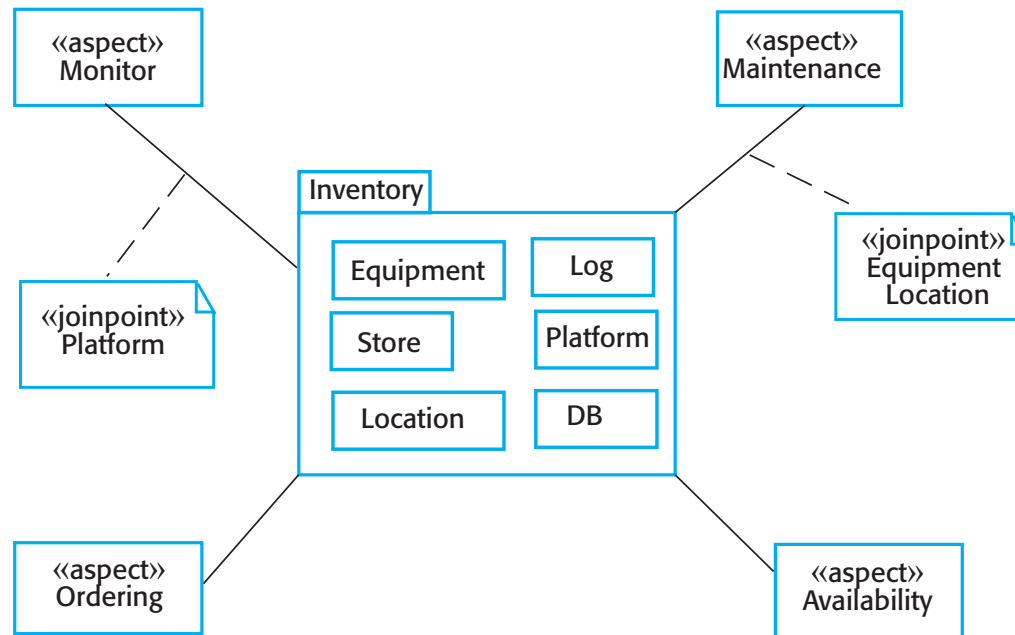 «aspect»
Monitor
«aspect»
Maintenance
Inventory
Equipment
Log
Store
Platform
Location
DB
«joinpoint»
Platform
«joinpoint»
Equipment
Location
«aspect»
Ordering
«aspect»
Availability